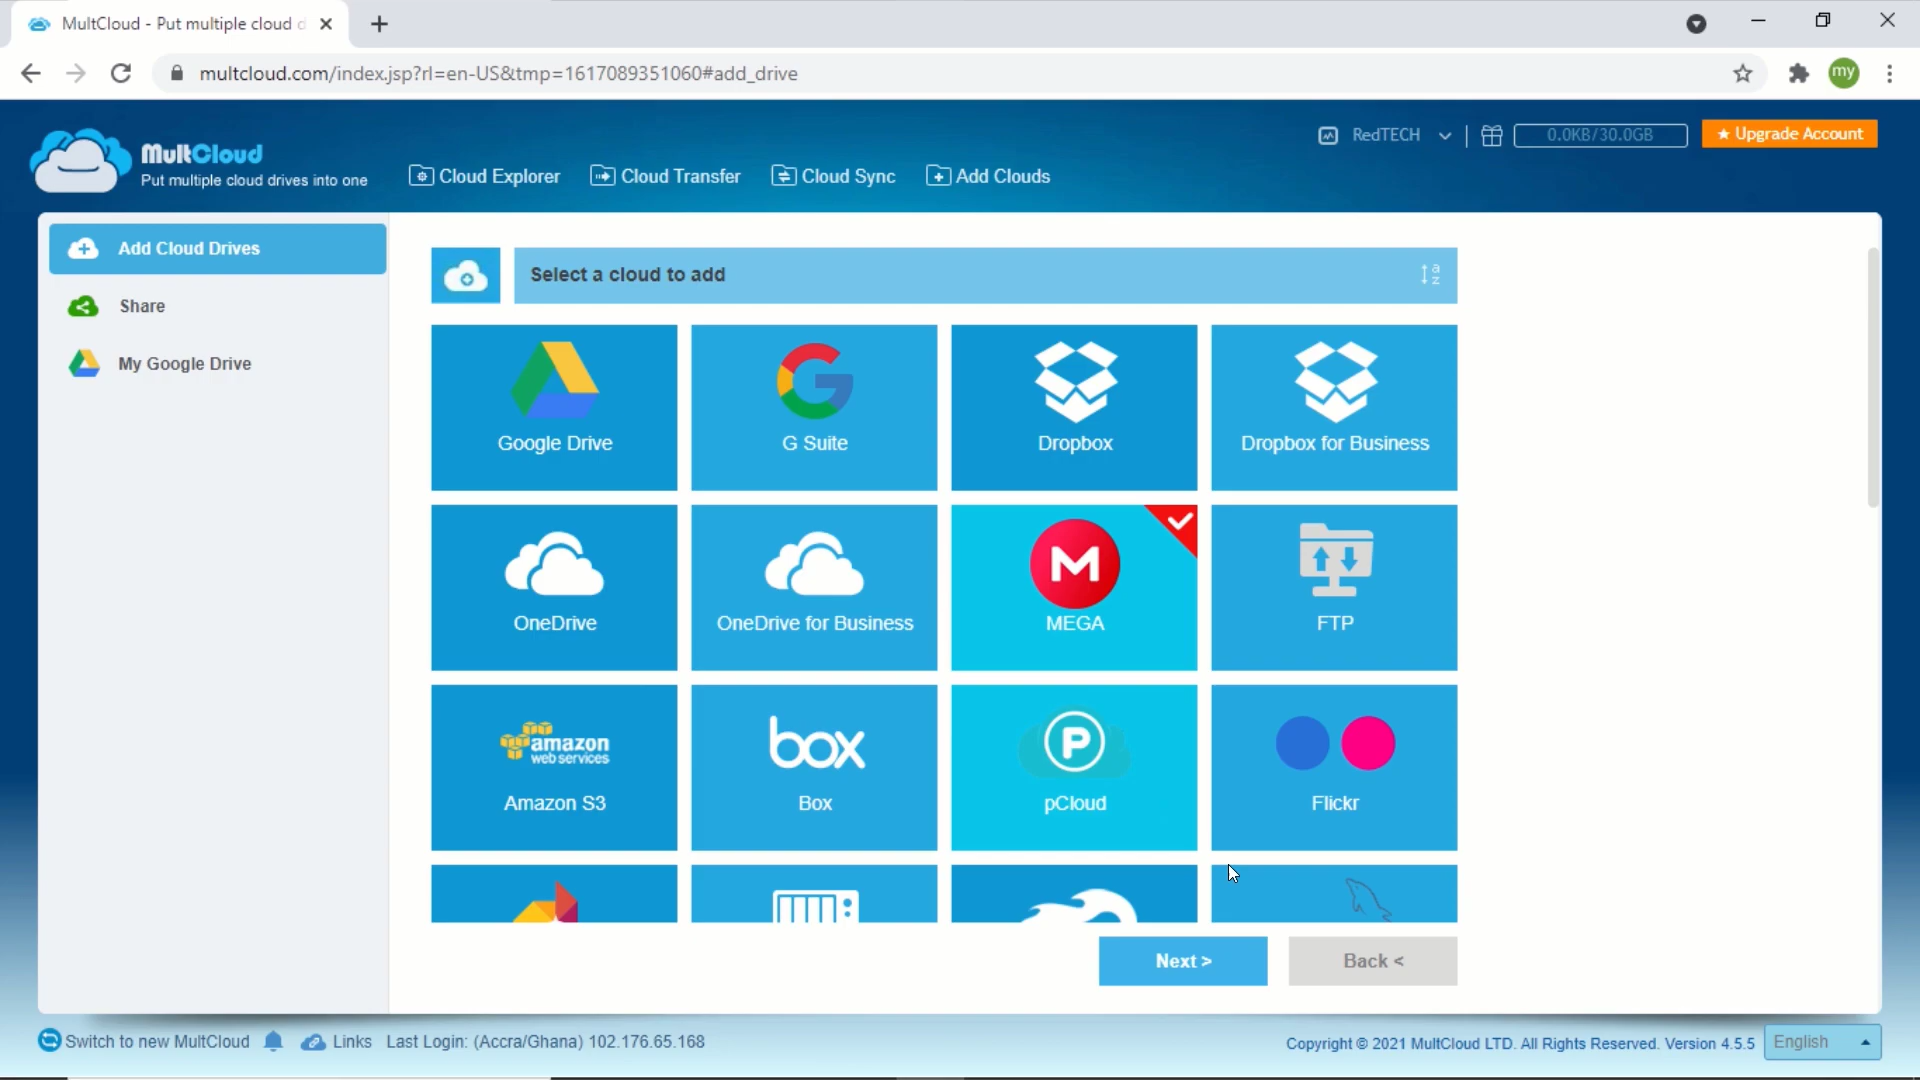 MultCloud - Put multiple cloud d
multcloud.com/index.jsp?rl=en-US&tmp=1617089351060#add_drive
my
MultCloud
Put multiple cloud drives into one
Cloud Explorer
Cloud Transfer
Cloud Sync
Add Clouds
RedTECH
0.0KB/30.0GB
★ Upgrade Account
Add Cloud Drives
Share
My Google Drive
Select a cloud to add
a
z
Google Drive
G Suite
Dropbox
Dropbox for Business
OneDrive
OneDrive for Business
M
MEGA
FTP
amazon
web services
Amazon S3
box
Box
P
pCloud
Flickr
Next >
Back <
Switch to new MultCloud
Links
Last Login: (Accra/Ghana) 102.176.65.168
Copyright © 2021 MultCloud LTD. All Rights Reserved. Version 4.5.5
English